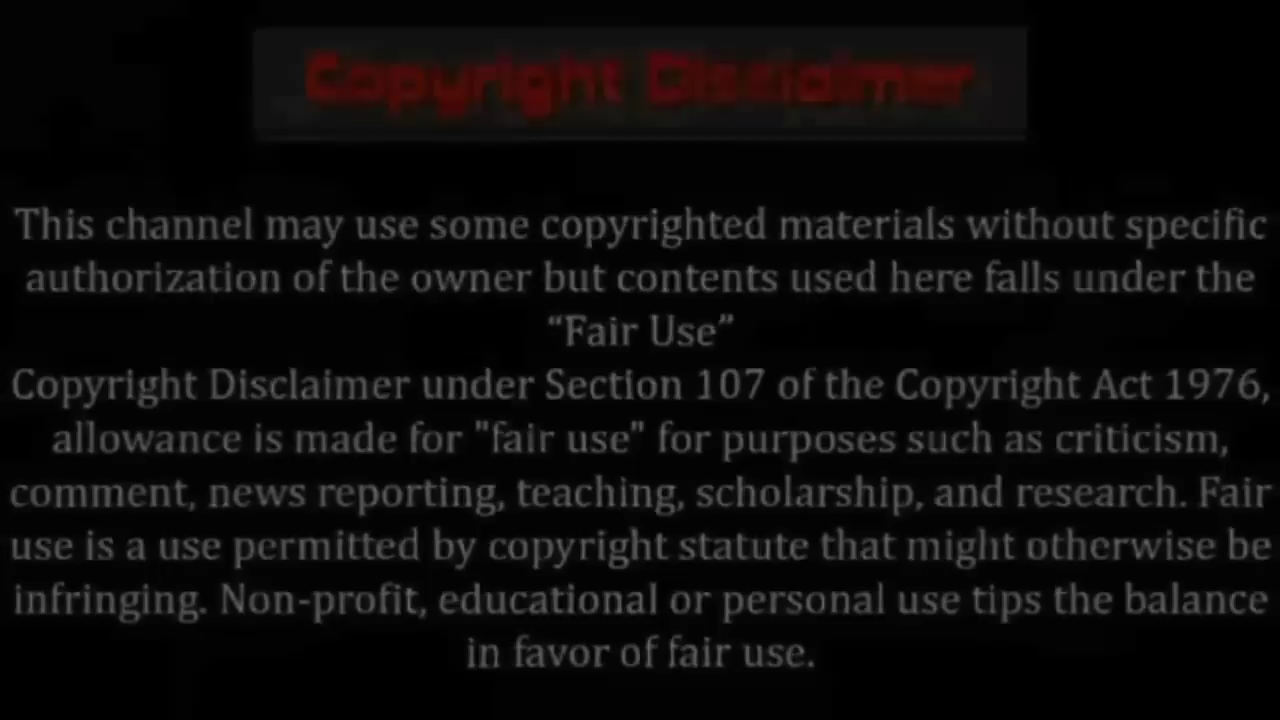 Copyright Disclaimer
This channel may use some copyrighted materials without specific
authorization of the owner but contents used here falls under the
“Fair Use”
Copyright Disclaimer under Section 107 of the Copyright Act 1976,
allowance is made for "fair use" for purposes such as criticism,
comment, news reporting, teaching, scholarship, and research. Fair
use is a use permitted by copyright statute that might otherwise be
infringing. Non-profit, educational or personal use tips the balance
in favor of fair use.